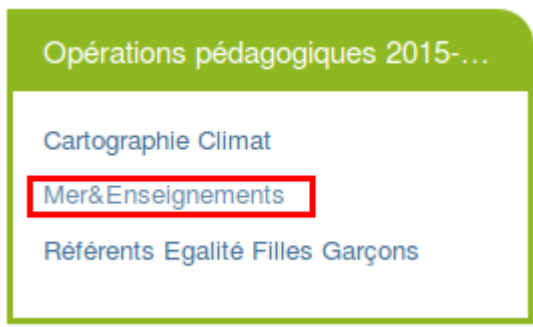 Opérations pédagogiques 2015-...
Cartographie Climat
Mer&Enseignements
Référents Egalité Filles Garçons